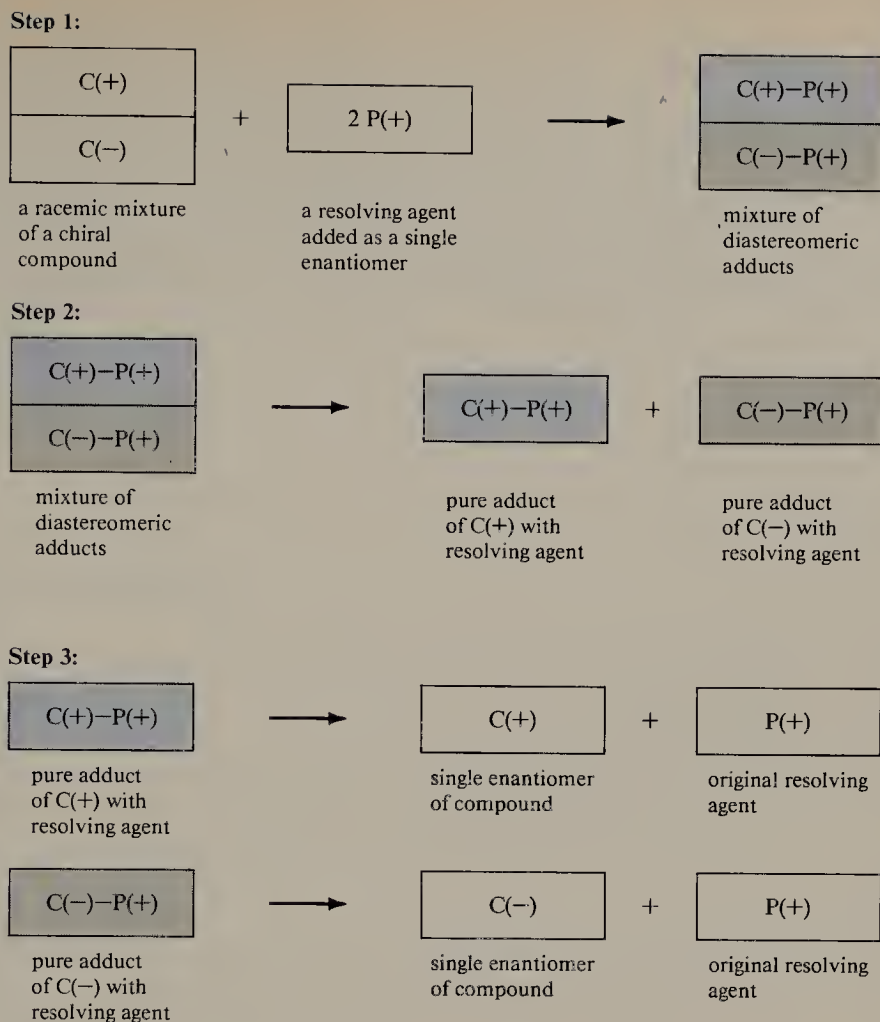 Step 1:
C(+)
C(−)
+
2 P(+)
C(+)−P(+)
C(−)−P(+)
a racemic mixture
of a chiral
compound
a resolving agent
added as a single
enantiomer
mixture of
diastereomeric
adducts
Step 2:
C(+)−P(+)
C(−)−P(+)
C(+)−P(+)
+
C(−)−P(+)
mixture of
diastereomeric
adducts
pure adduct
of C(+) with
resolving agent
pure adduct
of C(−) with
resolving agent
Step 3:
C(+)−P(+)
C(+)
+
P(+)
pure adduct
of C(+) with
resolving agent
single enantiomer
of compound
original resolving
agent
C(−)−P(+)
C(−)
+
P(+)
pure adduct
of C(−) with
resolving agent
single enantiomer
of compound
original resolving
agent